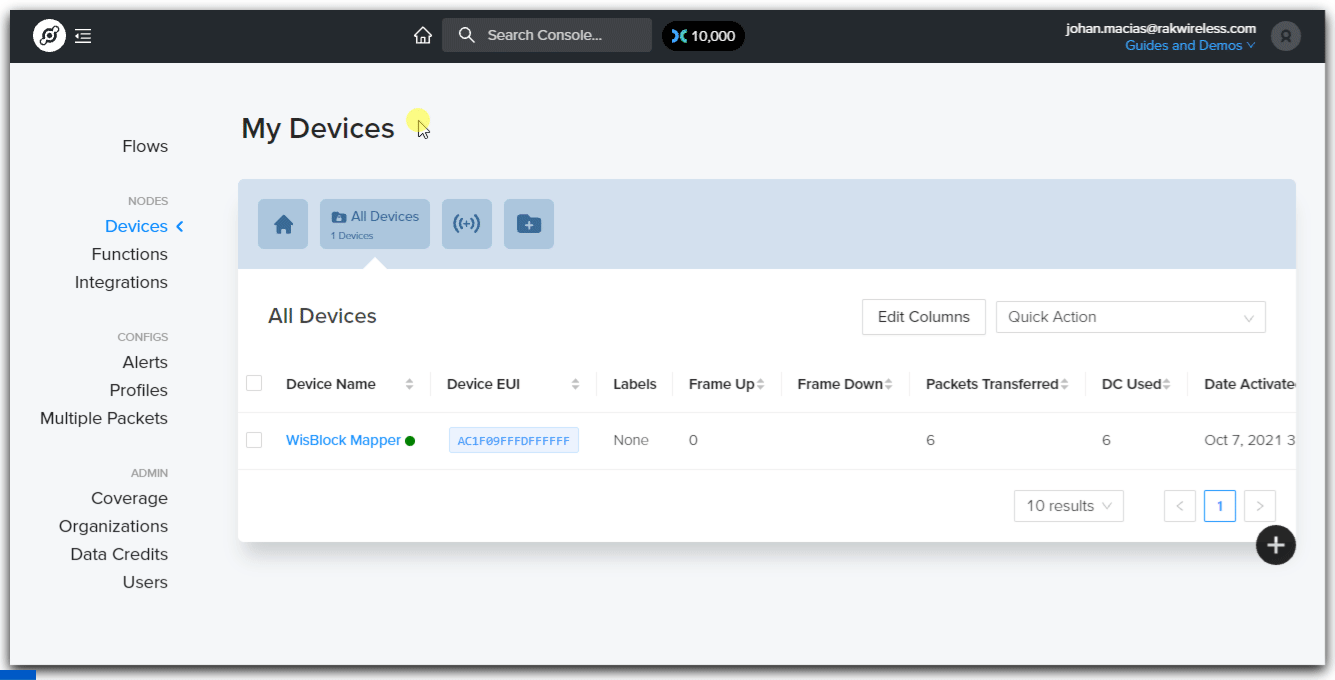 Search Console...
10,000
johan.macias@rakwireless.com
Guides and Demos
My Devices
Flows
NODES
Devices
Functions
Integrations
CONFIGS
Alerts
Profiles
Multiple Packets
ADMIN
Coverage
Organizations
Data Credits
Users
All Devices
1 Devices
All Devices
Edit Columns
Quick Action
Device Name Device EUI Labels Frame Up Frame Down Packets Transferred DC Used Date Activate
WisBlock Mapper AC1F09FFFDFFFFFF None 0 6 6 Oct 7, 2021 3
10 results < 1 >